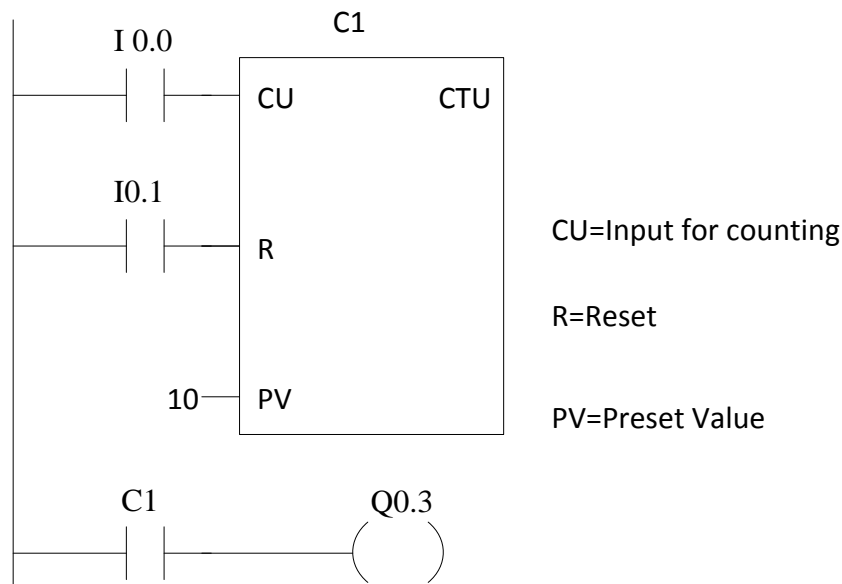 C1
I 0.0
CU CTU
I0.1
CU=Input for counting
R
R=Reset
10 PV
PV=Preset Value
C1 Q0.3